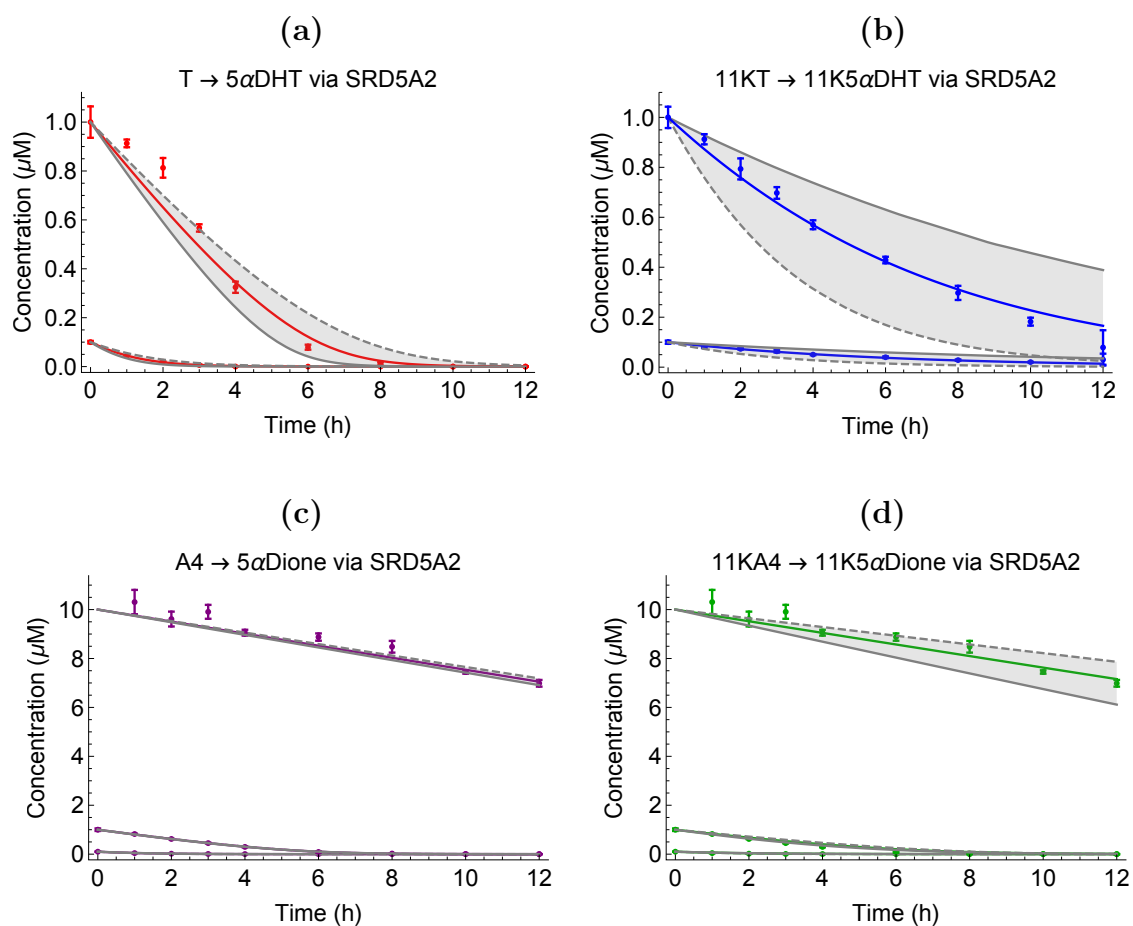 (a)
T → 5αDHT via SRD5A2
Concentration (µM)
1.0
0.8
0.6
0.4
0.2
0.0
0 2 4 6 8 10 12
Time (h)
(b)
11KT → 11K5αDHT via SRD5A2
Concentration (µM)
1.0
0.8
0.6
0.4
0.2
0.0
0 2 4 6 8 10 12
Time (h)
(c)
A4 → 5αDione via SRD5A2
Concentration (µM)
10
8
6
4
2
0
0 2 4 6 8 10 12
Time (h)
(d)
11KA4 → 11K5αDione via SRD5A2
Concentration (µM)
10
8
6
4
2
0
0 2 4 6 8 10 12
Time (h)